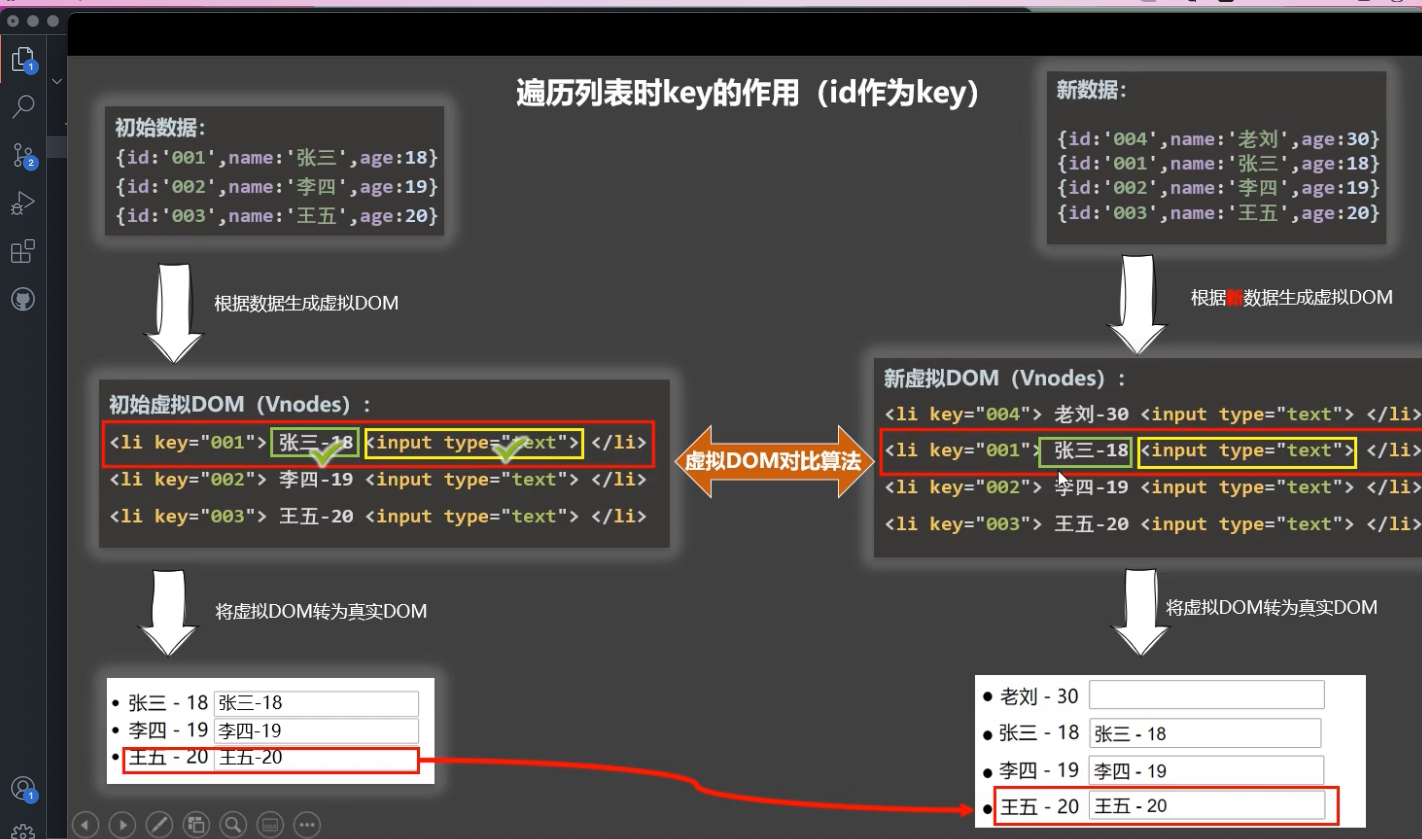 遍历列表时key的作用（id作为key）
初始数据：
{id:'001',name:'张三',age:18}
{id:'002',name:'李四',age:19}
{id:'003',name:'王五',age:20}
新数据：
{id:'004',name:'老刘',age:30}
{id:'001',name:'张三',age:18}
{id:'002',name:'李四',age:19}
{id:'003',name:'王五',age:20}
根据数据生成虚拟DOM
根据新数据生成虚拟DOM
初始虚拟DOM（Vnodes）：
<li key="001"> 张三-18 <input type="text"> </li>
<li key="002"> 李四-19 <input type="text"> </li>
<li key="003"> 王五-20 <input type="text"> </li>
虚拟DOM对比算法
新虚拟DOM（Vnodes）：
<li key="004"> 老刘-30 <input type="text"> </li>
<li key="001"> 张三-18 <input type="text"> </li>
<li key="002"> 李四-19 <input type="text"> </li>
<li key="003"> 王五-20 <input type="text"> </li>
将虚拟DOM转为真实DOM
将虚拟DOM转为真实DOM
• 张三 - 18 张三-18
• 李四 - 19 李四-19
• 王五 - 20 王五-20
● 老刘 - 30
● 张三 - 18 张三 - 18
● 李四 - 19 李四 - 19
● 王五 - 20 王五 - 20
1
2
1